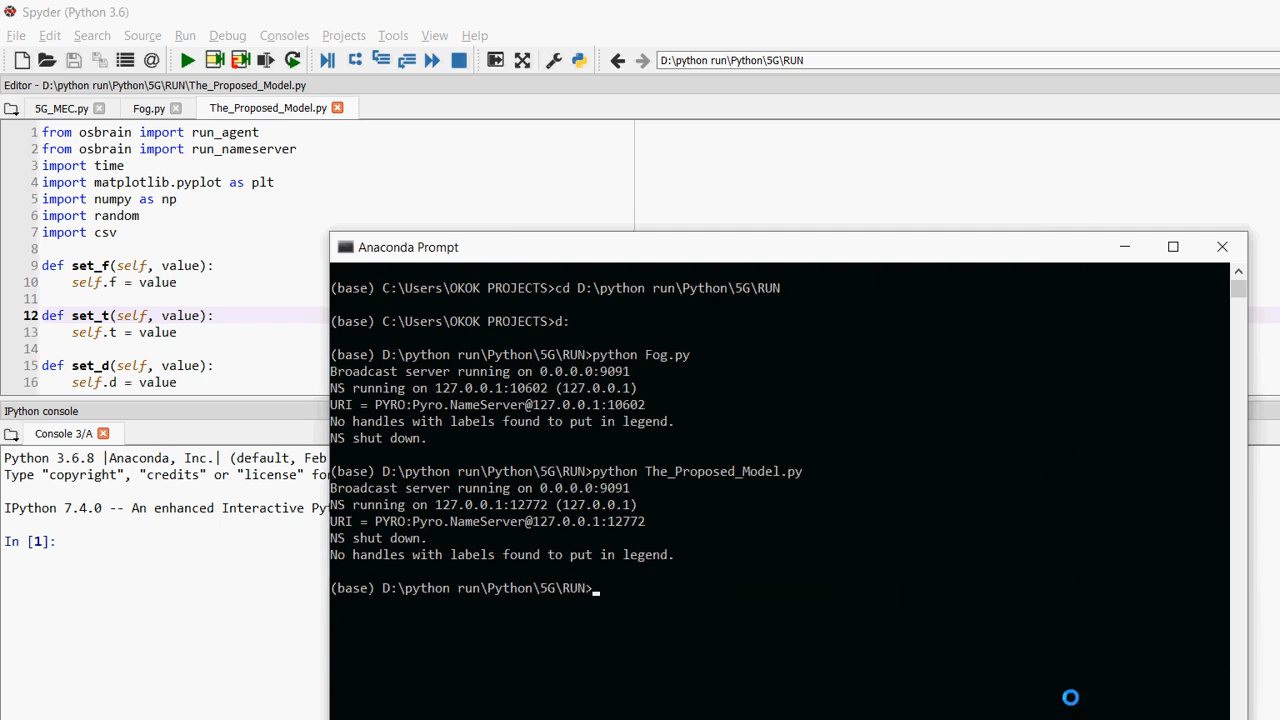 Spyder (Python 3.6)
File Edit Search Source Run Debug Consoles Projects Tools View Help
D:\python run\Python\5G\RUN
Editor - D:\python run\Python\5G\RUN\The_Proposed_Model.py
5G_MEC.py Fog.py The_Proposed_Model.py
1 from osbrain import run_agent
2 from osbrain import run_nameserver
3 import time
4 import matplotlib.pyplot as plt
5 import numpy as np
6 import random
7 import csv
8
9 def set_f(self, value):
10 self.f = value
11
12 def set_t(self, value):
13 self.t = value
14
15 def set_d(self, value):
16 self.d = value
IPython console
Console 3/A
Python 3.6.8 |Anaconda, Inc.| (default, Feb
Type "copyright", "credits" or "license" fo
IPython 7.4.0 -- An enhanced Interactive Py
In [1]:
Anaconda Prompt
(base) C:\Users\OKOK PROJECTS>cd D:\python run\Python\5G\RUN
(base) C:\Users\OKOK PROJECTS>d:
(base) D:\python run\Python\5G\RUN>python Fog.py
Broadcast server running on 0.0.0.0:9091
NS running on 127.0.0.1:10602 (127.0.0.1)
URI = PYRO:Pyro.NameServer@127.0.0.1:10602
No handles with labels found to put in legend.
NS shut down.
(base) D:\python run\Python\5G\RUN>python The_Proposed_Model.py
Broadcast server running on 0.0.0.0:9091
NS running on 127.0.0.1:12772 (127.0.0.1)
URI = PYRO:Pyro.NameServer@127.0.0.1:12772
NS shut down.
No handles with labels found to put in legend.
(base) D:\python run\Python\5G\RUN>